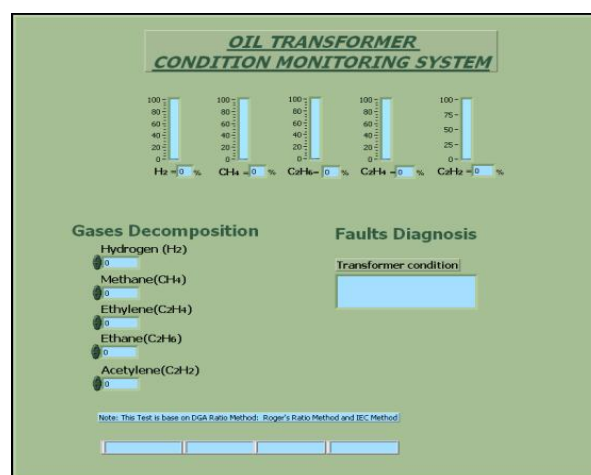 OIL TRANSFORMER
CONDITION MONITORING SYSTEM
100 100 100 100 100
80 80 80 80 75
60 60 60 60 50
40 40 40 40 25
20 20 20 20
0 0 0 0 0
H2 = 0 % CH4 = 0 % C2H6= 0 % C2H4 = 0 % C2H2 = 0 %
Gases Decomposition
Hydrogen (H2)
0
Methane(CH4)
0
Ethylene(C2H4)
0
Ethane(C2H6)
0
Acetylene(C2H2)
0
Faults Diagnosis
Transformer condition
Note: This Test is base on DGA Ratio Method: Roger's Ratio Method and IEC Method